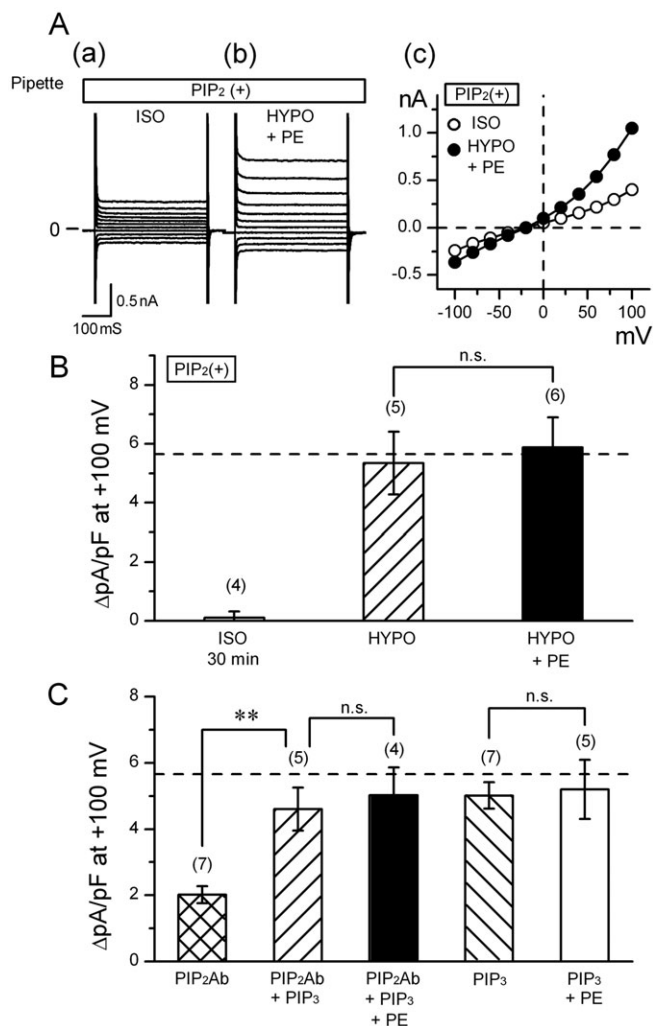 A
(a) (b) (c)
Pipette
PIP₂ (+)
ISO HYPO + PE
0
0.5 nA
100 mS
nA
PIP₂(+)
ISO
HYPO + PE
1.0
0.5
0.0
-0.5
-100 -50 0 50 100
mV
B
PIP₂(+)
n.s.
(4) (5) (6)
8
6
4
2
0
ΔpA/pF at +100 mV
ISO 30 min
HYPO
HYPO + PE
C
** n.s. n.s.
(7) (5) (4) (7) (5)
8
6
4
2
0
ΔpA/pF at +100 mV
PIP₂Ab
PIP₂Ab + PIP₃
PIP₂Ab + PIP₃ + PE
PIP₃
PIP₃ + PE